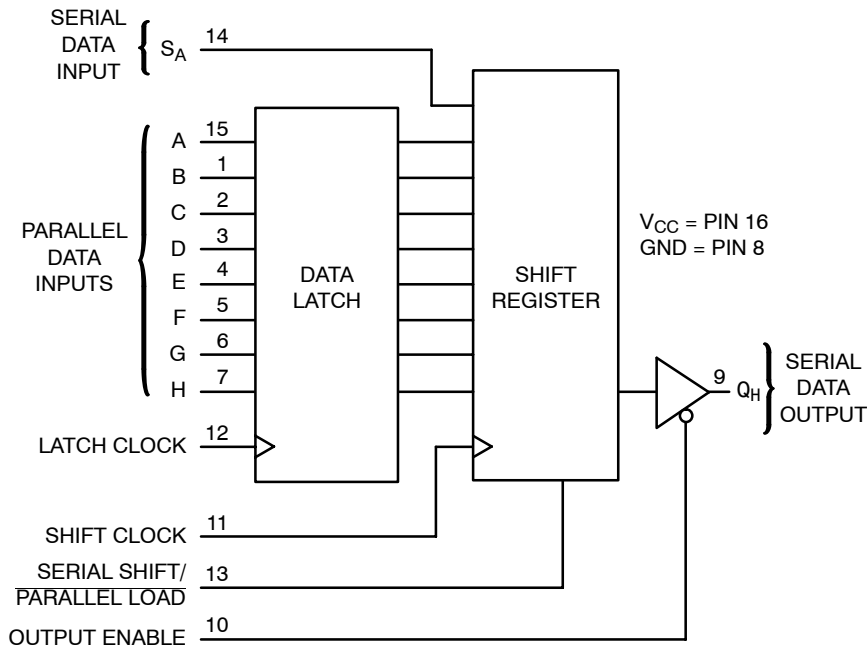 SERIAL
DATA
INPUT
SA
14
A
15
B
1
C
2
D
3
E
4
F
5
G
6
H
7
PARALLEL
DATA
INPUTS
DATA
LATCH
SHIFT
REGISTER
VCC = PIN 16
GND = PIN 8
9
QH
SERIAL
DATA
OUTPUT
LATCH CLOCK
12
SHIFT CLOCK
11
SERIAL SHIFT/
PARALLEL LOAD
13
OUTPUT ENABLE
10